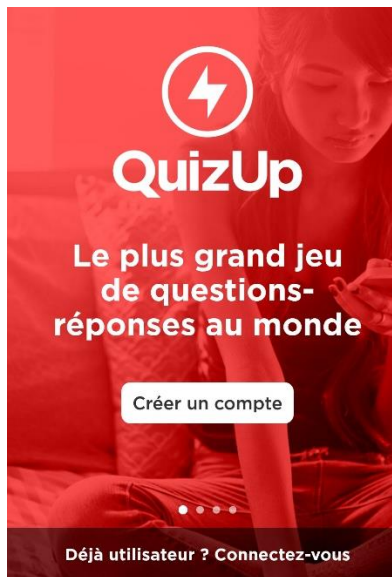 QuizUp
Le plus grand jeu
de questions-
réponses au monde
Créer un compte
Déjà utilisateur ? Connectez-vous